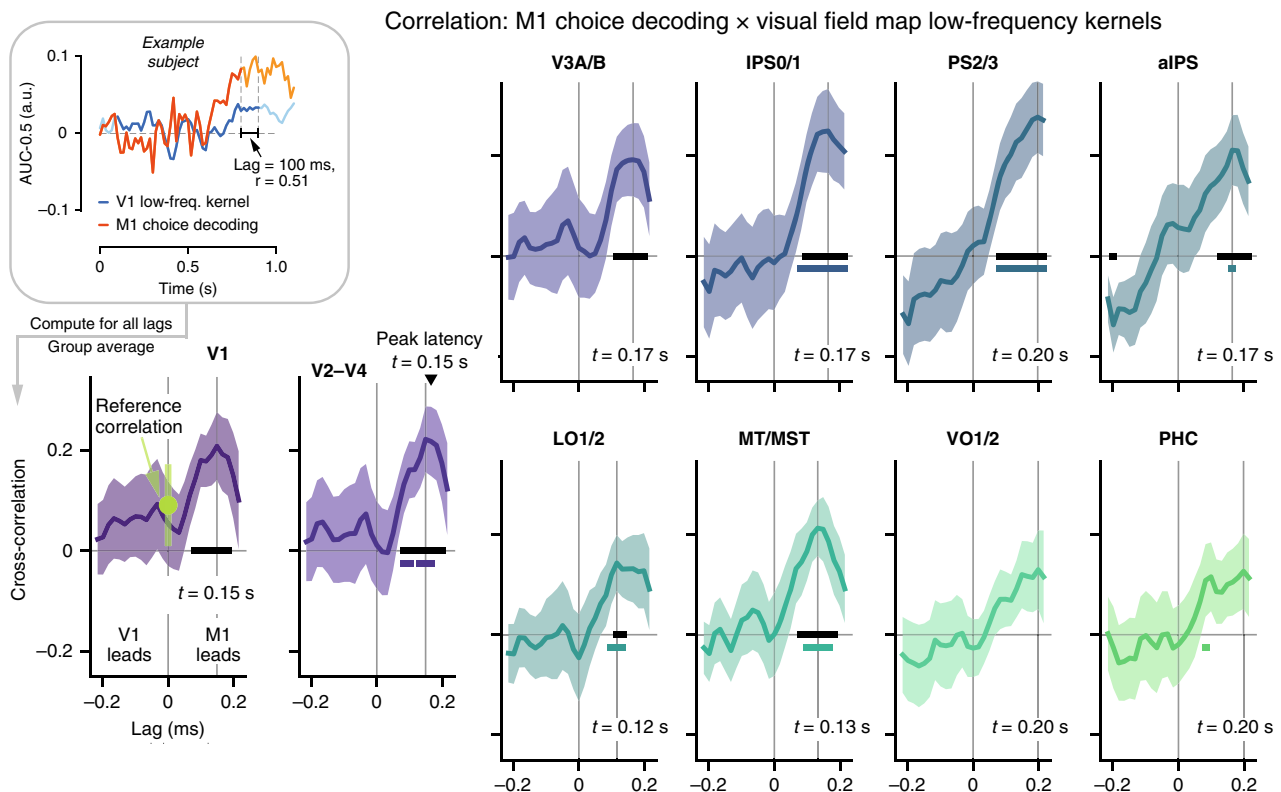 Correlation: M1 choice decoding × visual field map low-frequency kernels
Example
subject
0.1
0
−0.1
AUC-0.5 (a.u.)
Lag = 100 ms,
r = 0.51
V1 low-freq. kernel
M1 choice decoding
0 0.5 1.0
Time (s)
Compute for all lags
Group average
V1
Reference
correlation
0.2
0
−0.2
Cross-correlation
t = 0.15 s
V1
leads
M1
leads
−0.2 0 0.2
Lag (ms)
V2–V4
Peak latency
t = 0.15 s
−0.2 0 0.2
V3A/B
t = 0.17 s
IPS0/1
t = 0.17 s
PS2/3
t = 0.20 s
aIPS
t = 0.17 s
LO1/2
t = 0.12 s
−0.2 0 0.2
MT/MST
t = 0.13 s
−0.2 0 0.2
VO1/2
t = 0.20 s
−0.2 0 0.2
PHC
t = 0.20 s
−0.2 0 0.2